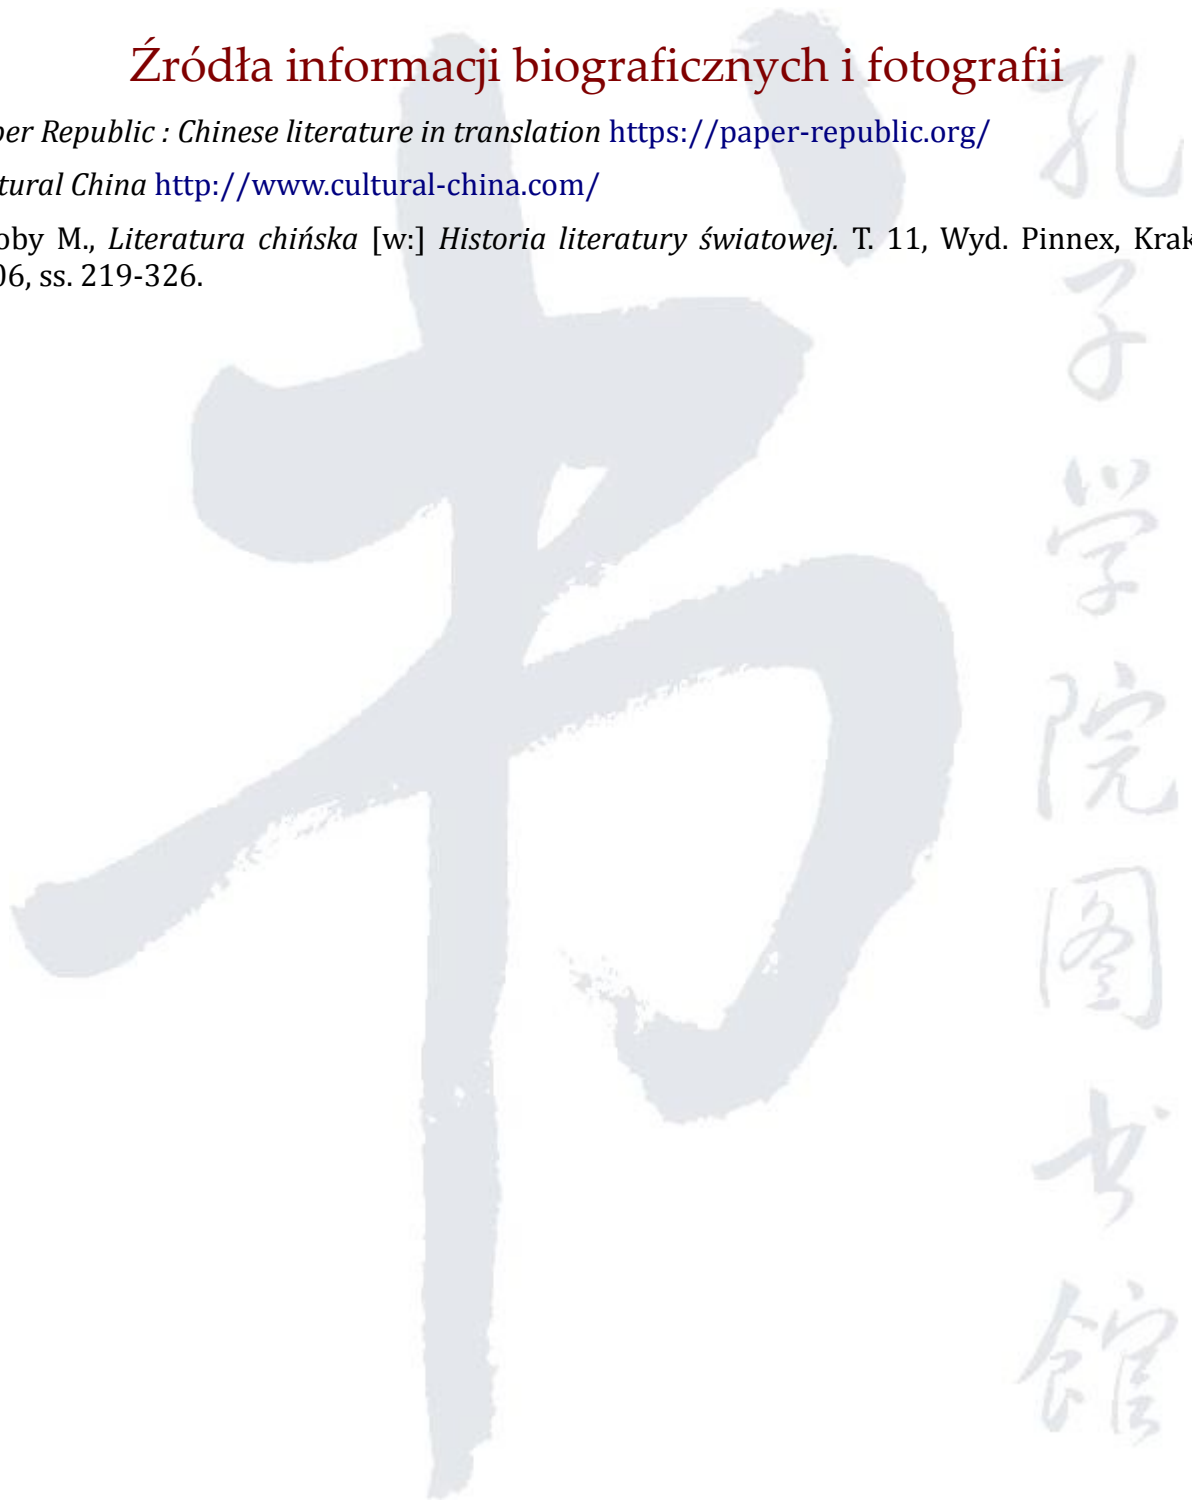 Źródła informacji biograficznych i fotografii
per Republic : Chinese literature in translation https://paper-republic.org/
tural China http://www.cultural-china.com/
oby M., Literatura chińska [w:] Historia literatury światowej. T. 11, Wyd. Pinnex, Krak
06, ss. 219-326.
书
孔子学院图书館